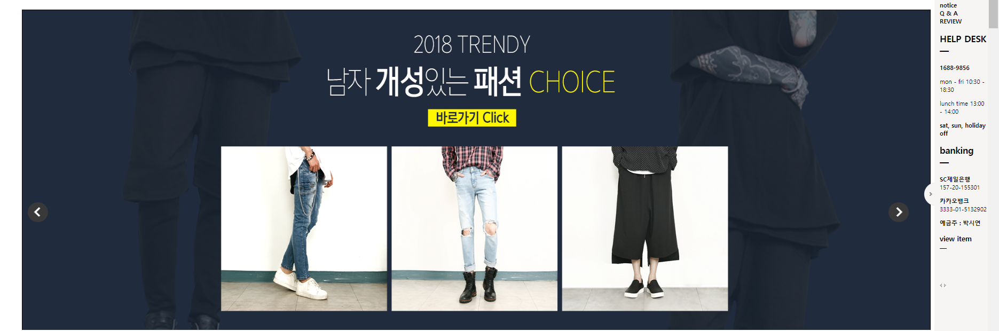 2018 TRENDY
남자 개성있는 패션 CHOICE
바로가기 Click
notice
Q & A
REVIEW
HELP DESK
1688-9856
mon - fri 10:30 -
18:30
lunch time 13:00
- 14:00
sat, sun, holiday
off
banking
SC제일은행
157-20-155301
카카오뱅크
3333-01-5132902
예금주 : 박시연
view item